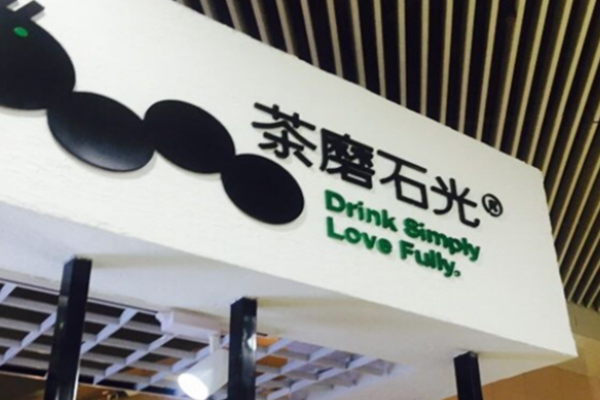 茶磨石光®
Drink Simply
Love Fully.